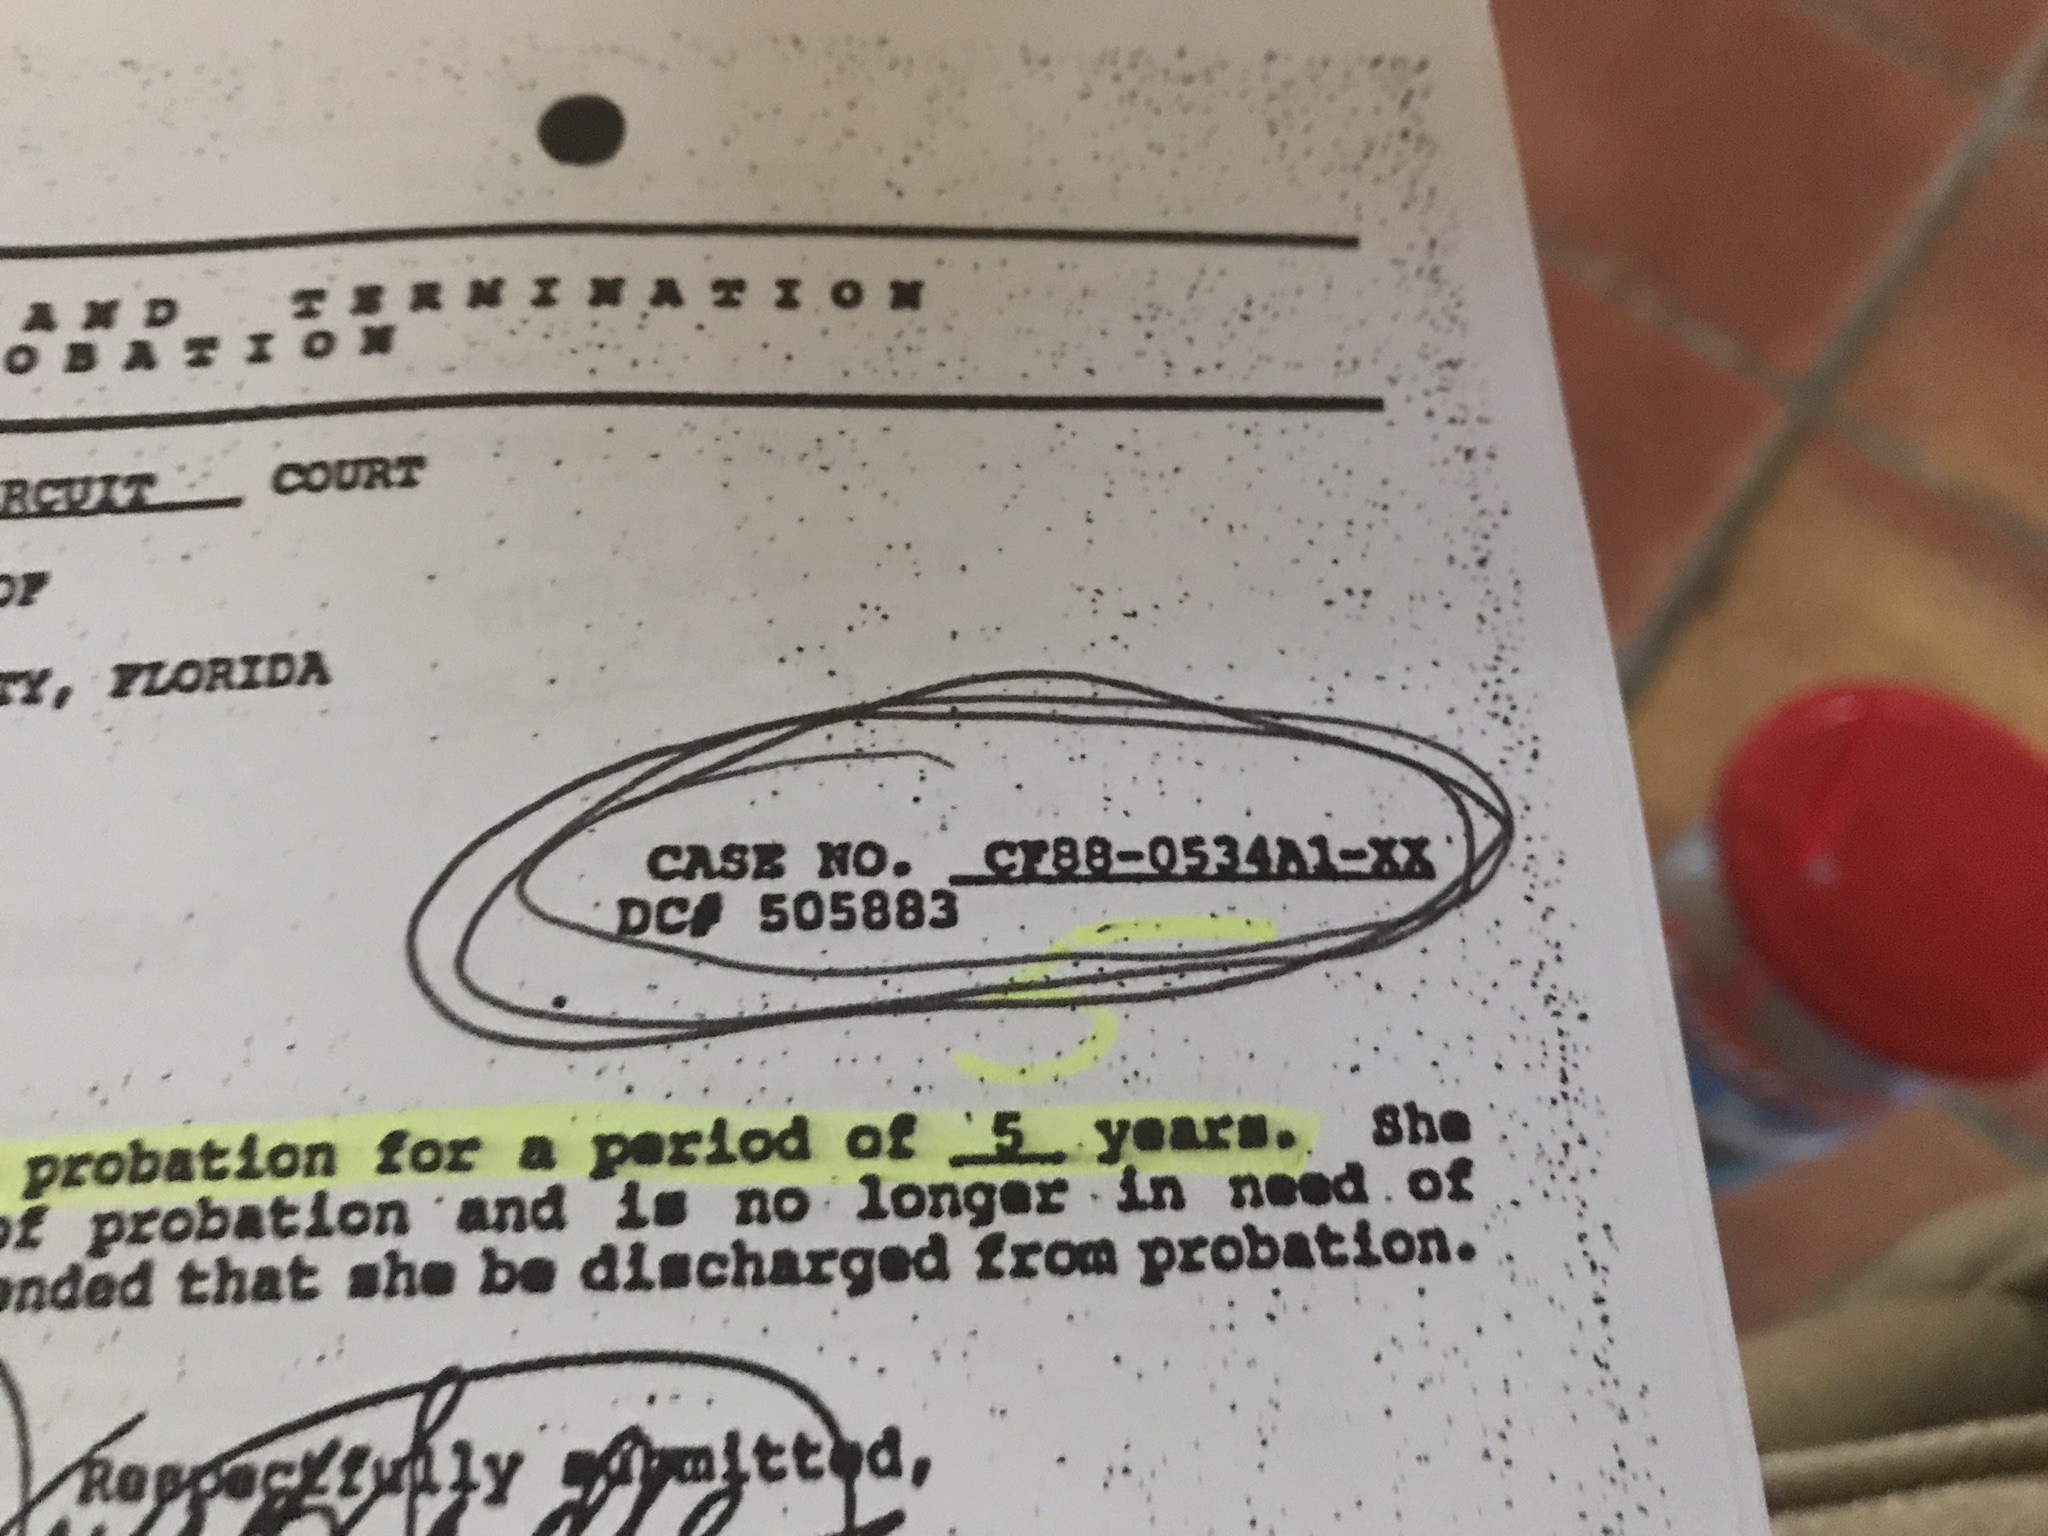 AND TERMINATION
OBATION
RCUIT COURT
OF
TY, FLORIDA
CASE NO. CF88-0534A1-XX
DC# 505883
5
probation for a period of 5 years. She
of probation and is no longer in need of
ended that she be discharged from probation.
Respectfully submitted,